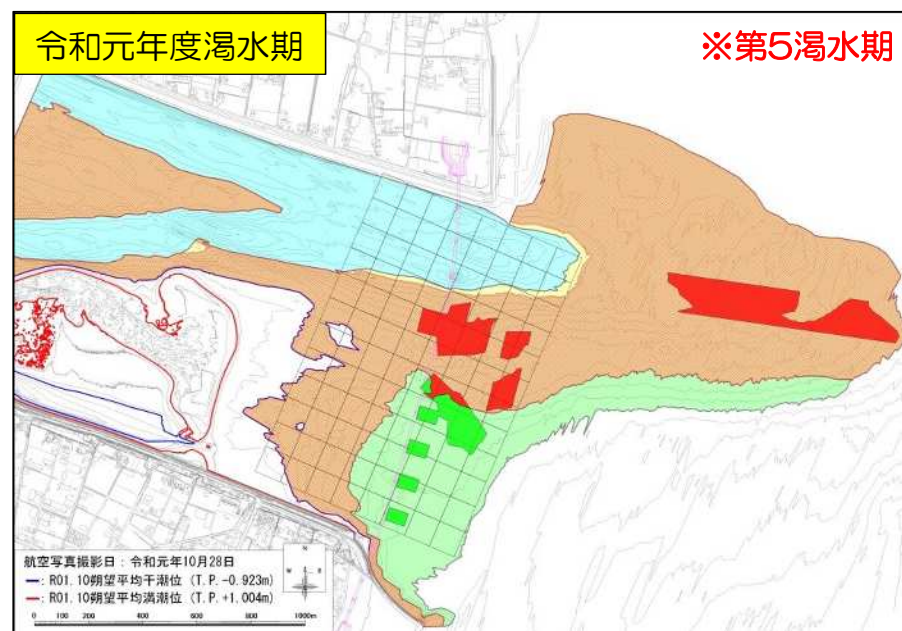 令和元年度渇水期
※第5渇水期
航空写真撮影日：令和元年10月28日
―：R01.10朔望平均干潮位（T.P.-0.923m）
―：R01.10朔望平均満潮位（T.P.+1.004m）
0 100 200 400 600 800 1000m